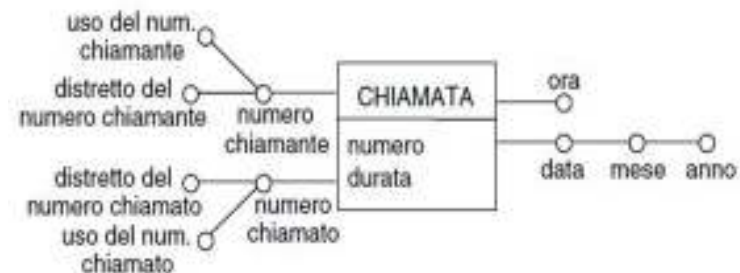 uso del num.
chiamante
distretto del
numero chiamante
numero
chiamante
CHIAMATA
numero
durata
ora
data
mese
anno
distretto del
numero chiamato
numero
chiamato
uso del num.
chiamato